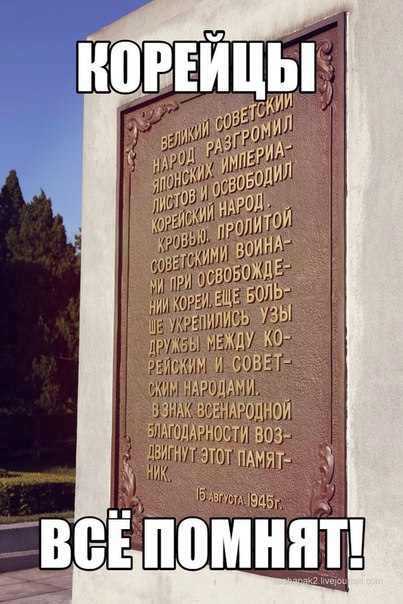 КОРЕЙЦЫ
ВЕЛИКИЙ СОВЕТСКИЙ
НАРОД РАЗГРОМИЛ
ЯПОНСКИХ ИМПЕРИА-
ЛИСТОВ И ОСВОБОДИЛ
КОРЕЙСКИЙ НАРОД.
КРОВЬЮ, ПРОЛИТОЙ
СОВЕТСКИМИ ВОИНА-
МИ ПРИ ОСВОБОЖДЕ-
НИИ КОРЕИ, ЕЩЕ БОЛЬ-
ШЕ УКРЕПИЛИСЬ УЗЫ
ДРУЖБЫ МЕЖДУ КО-
РЕЙСКИМ И СОВЕТ-
СКИМ НАРОДАМИ.
В ЗНАК ВСЕНАРОДНОЙ
БЛАГОДАРНОСТИ ВОЗ-
ДВИГНУТ ЭТОТ ПАМЯТ-
НИК.
15 АВГУСТА 1945г.
ВСЁ ПОМНЯТ!